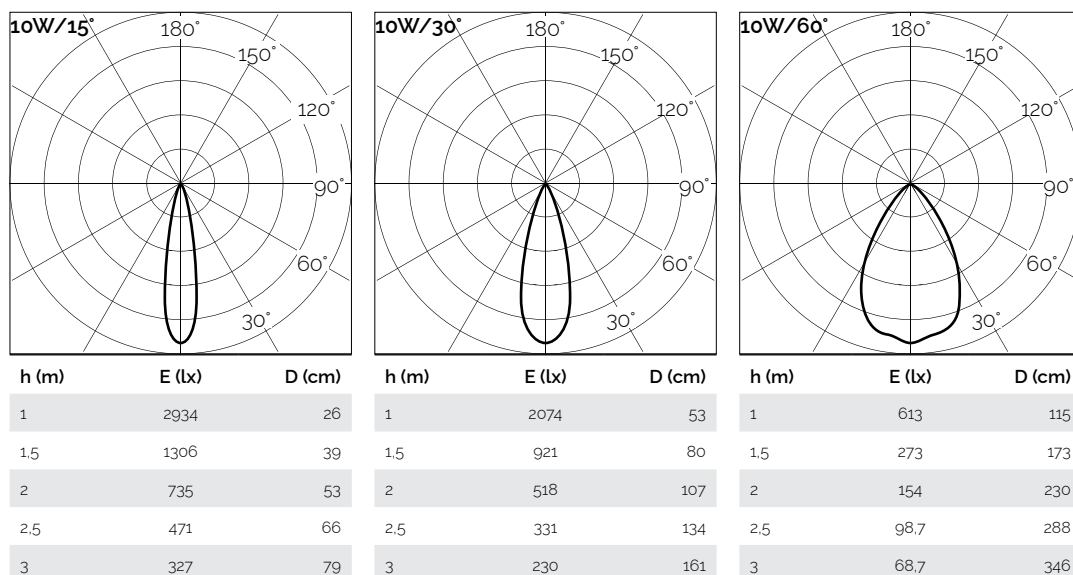 10W/15°
180°
150°
120°
90°
60°
30°
h (m) E (lx) D (cm)
1 2934 26
1,5 1306 39
2 735 53
2,5 471 66
3 327 79
10W/30°
180°
150°
120°
90°
60°
30°
h (m) E (lx) D (cm)
1 2074 53
1,5 921 80
2 518 107
2,5 331 134
3 230 161
10W/60°
180°
150°
120°
90°
60°
30°
h (m) E (lx) D (cm)
1 613 115
1,5 273 173
2 154 230
2,5 98,7 288
3 68,7 346